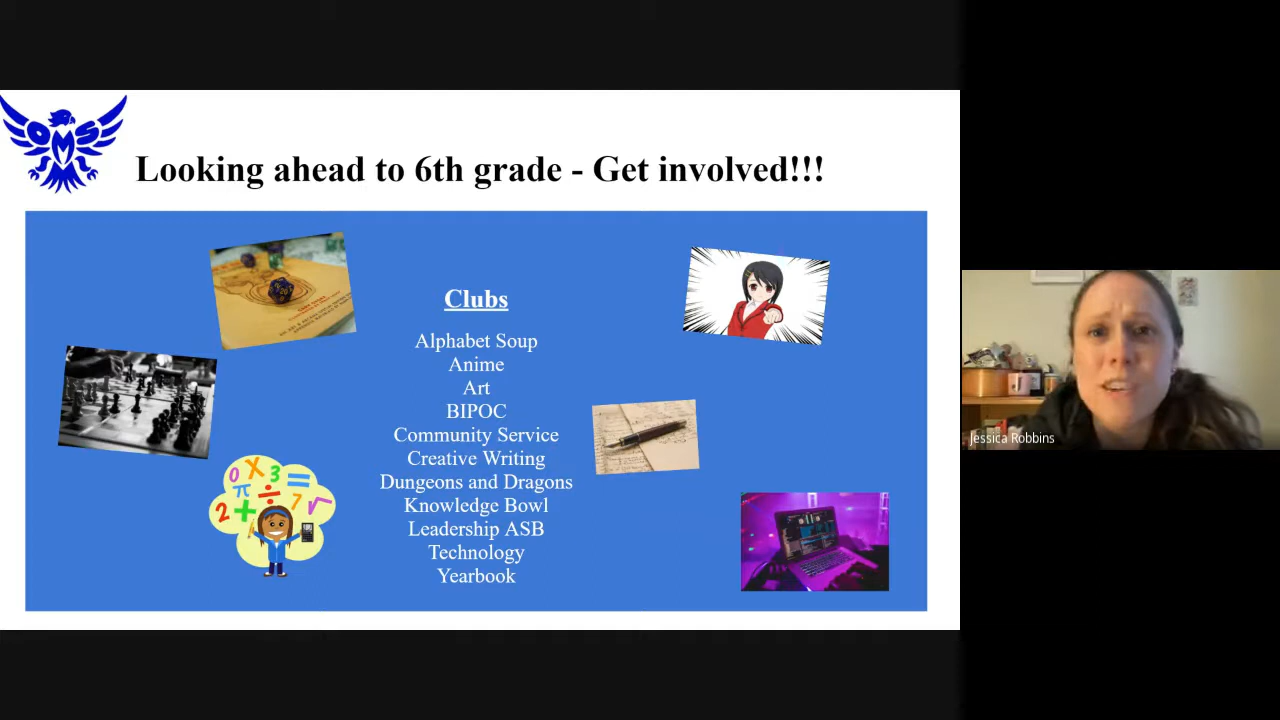 OMS
Looking ahead to 6th grade - Get involved!!!
Clubs
Alphabet Soup
Anime
Art
BIPOC
Community Service
Creative Writing
Dungeons and Dragons
Knowledge Bowl
Leadership ASB
Technology
Yearbook
Jessica Robbins